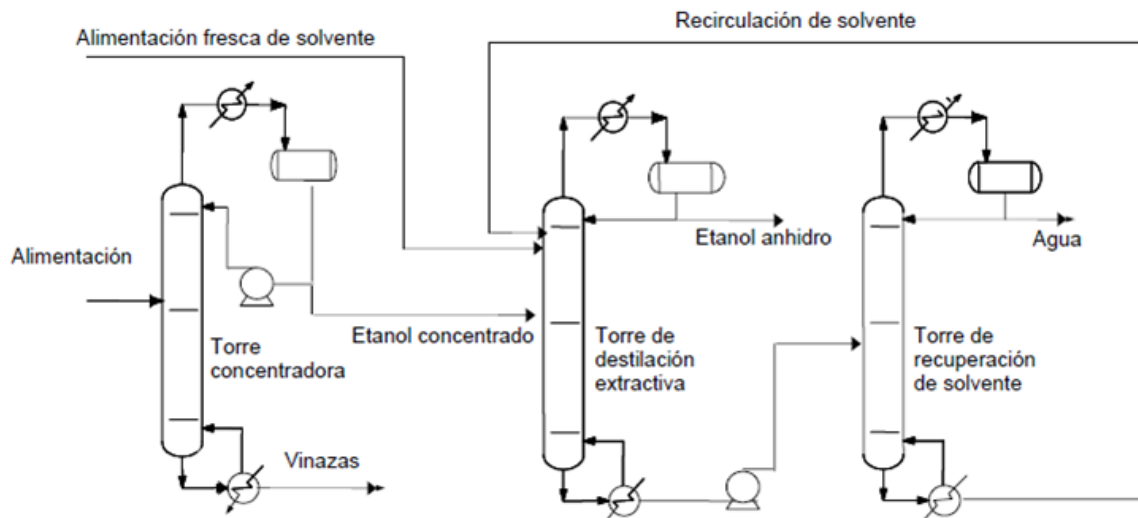 Recirculación de solvente
Alimentación fresca de solvente
Alimentación
Etanol anhidro
Agua
Etanol concentrado
Torre
concentradora
Torre de
destilación
extractiva
Torre de
recuperación
de solvente
Vinazas